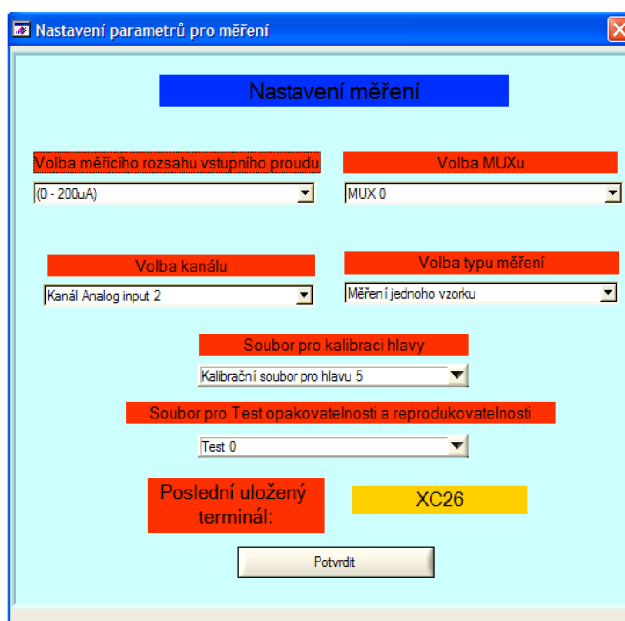 Nastavení parametrů pro měření
Nastavení měření
Volba měřícího rozsahu vstupního proudu
Volba MUXu
(0 - 200uA)
MUX 0
Volba kanálu
Volba typu měření
Kanál Analog input 2
Měření jednoho vzorku
Soubor pro kalibraci hlavy
Kalibrační soubor pro hlavu 5
Soubor pro Test opakovatelnosti a reprodukovatelnosti
Test 0
Poslední uložený
terminál:
XC26
Potvrdit